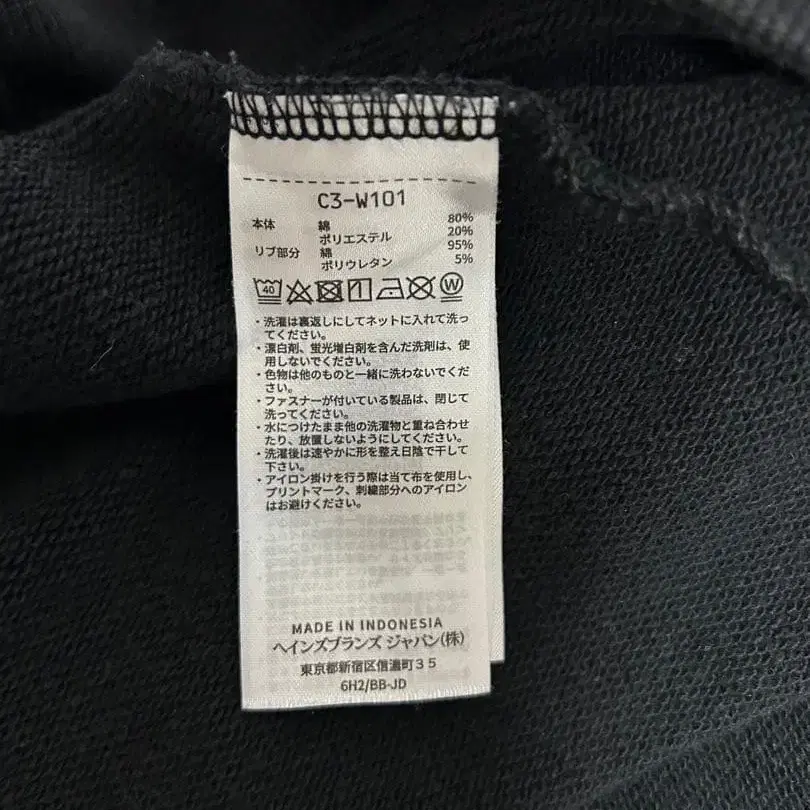 C3-W101
本体 綿 80%
ポリエステル 20%
リブ部分 綿 95%
ポリウレタン 5%
40 W
・洗濯は裏返しにしてネットに入れて洗っ
てください。
・漂白剤、蛍光増白剤を含んだ洗剤は、使
用しないでください。
・色物は他のものと一緒に洗わないでくだ
さい。
・ファスナーが付いている製品は、閉じて
洗ってください。
・水につけたまま他の洗濯物と重ね合わせ
たり、放置しないようにしてください。
・洗濯後は速やかに形を整え日陰で干して
下さい。
・アイロン掛けを行う際は当て布を使用し、
プリントマーク、刺繍部分へのアイロン
はお避けください。
MADE IN INDONESIA
ヘインズブランズ ジャパン(株)
東京都新宿区信濃町35
6H2/BB-JD